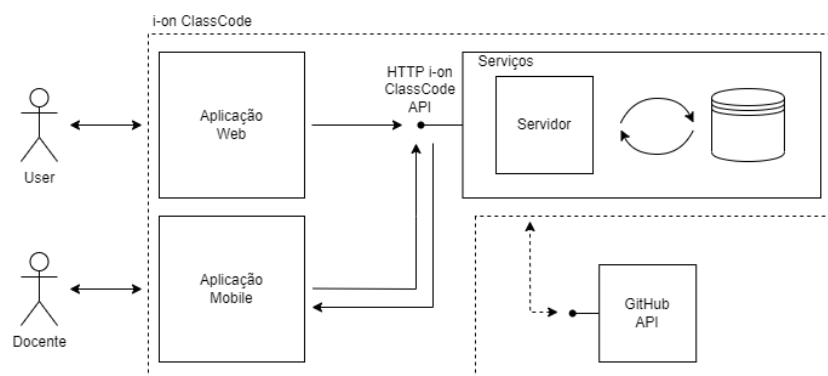 i-on ClassCode
User
Docente
Aplicação
Web
Aplicação
Mobile
HTTP i-on
ClassCode
API
Serviços
Servidor
GitHub
API